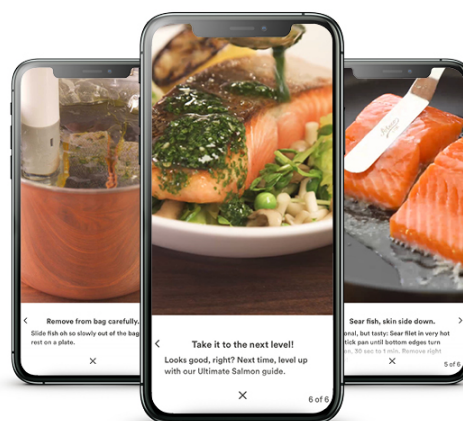 Remove from bag carefully.
Slide fish oh so slowly out of the bag
rest on a plate.
Take it to the next level!
Looks good, right? Next time, level up
with our Ultimate Salmon guide.
6 of 6
Sear fish, skin side down.
onal, but tasty: Sear filet in very hot
tick pan until bottom edges turn
on, 30 sec to 1 min. Remove right
5 of 6